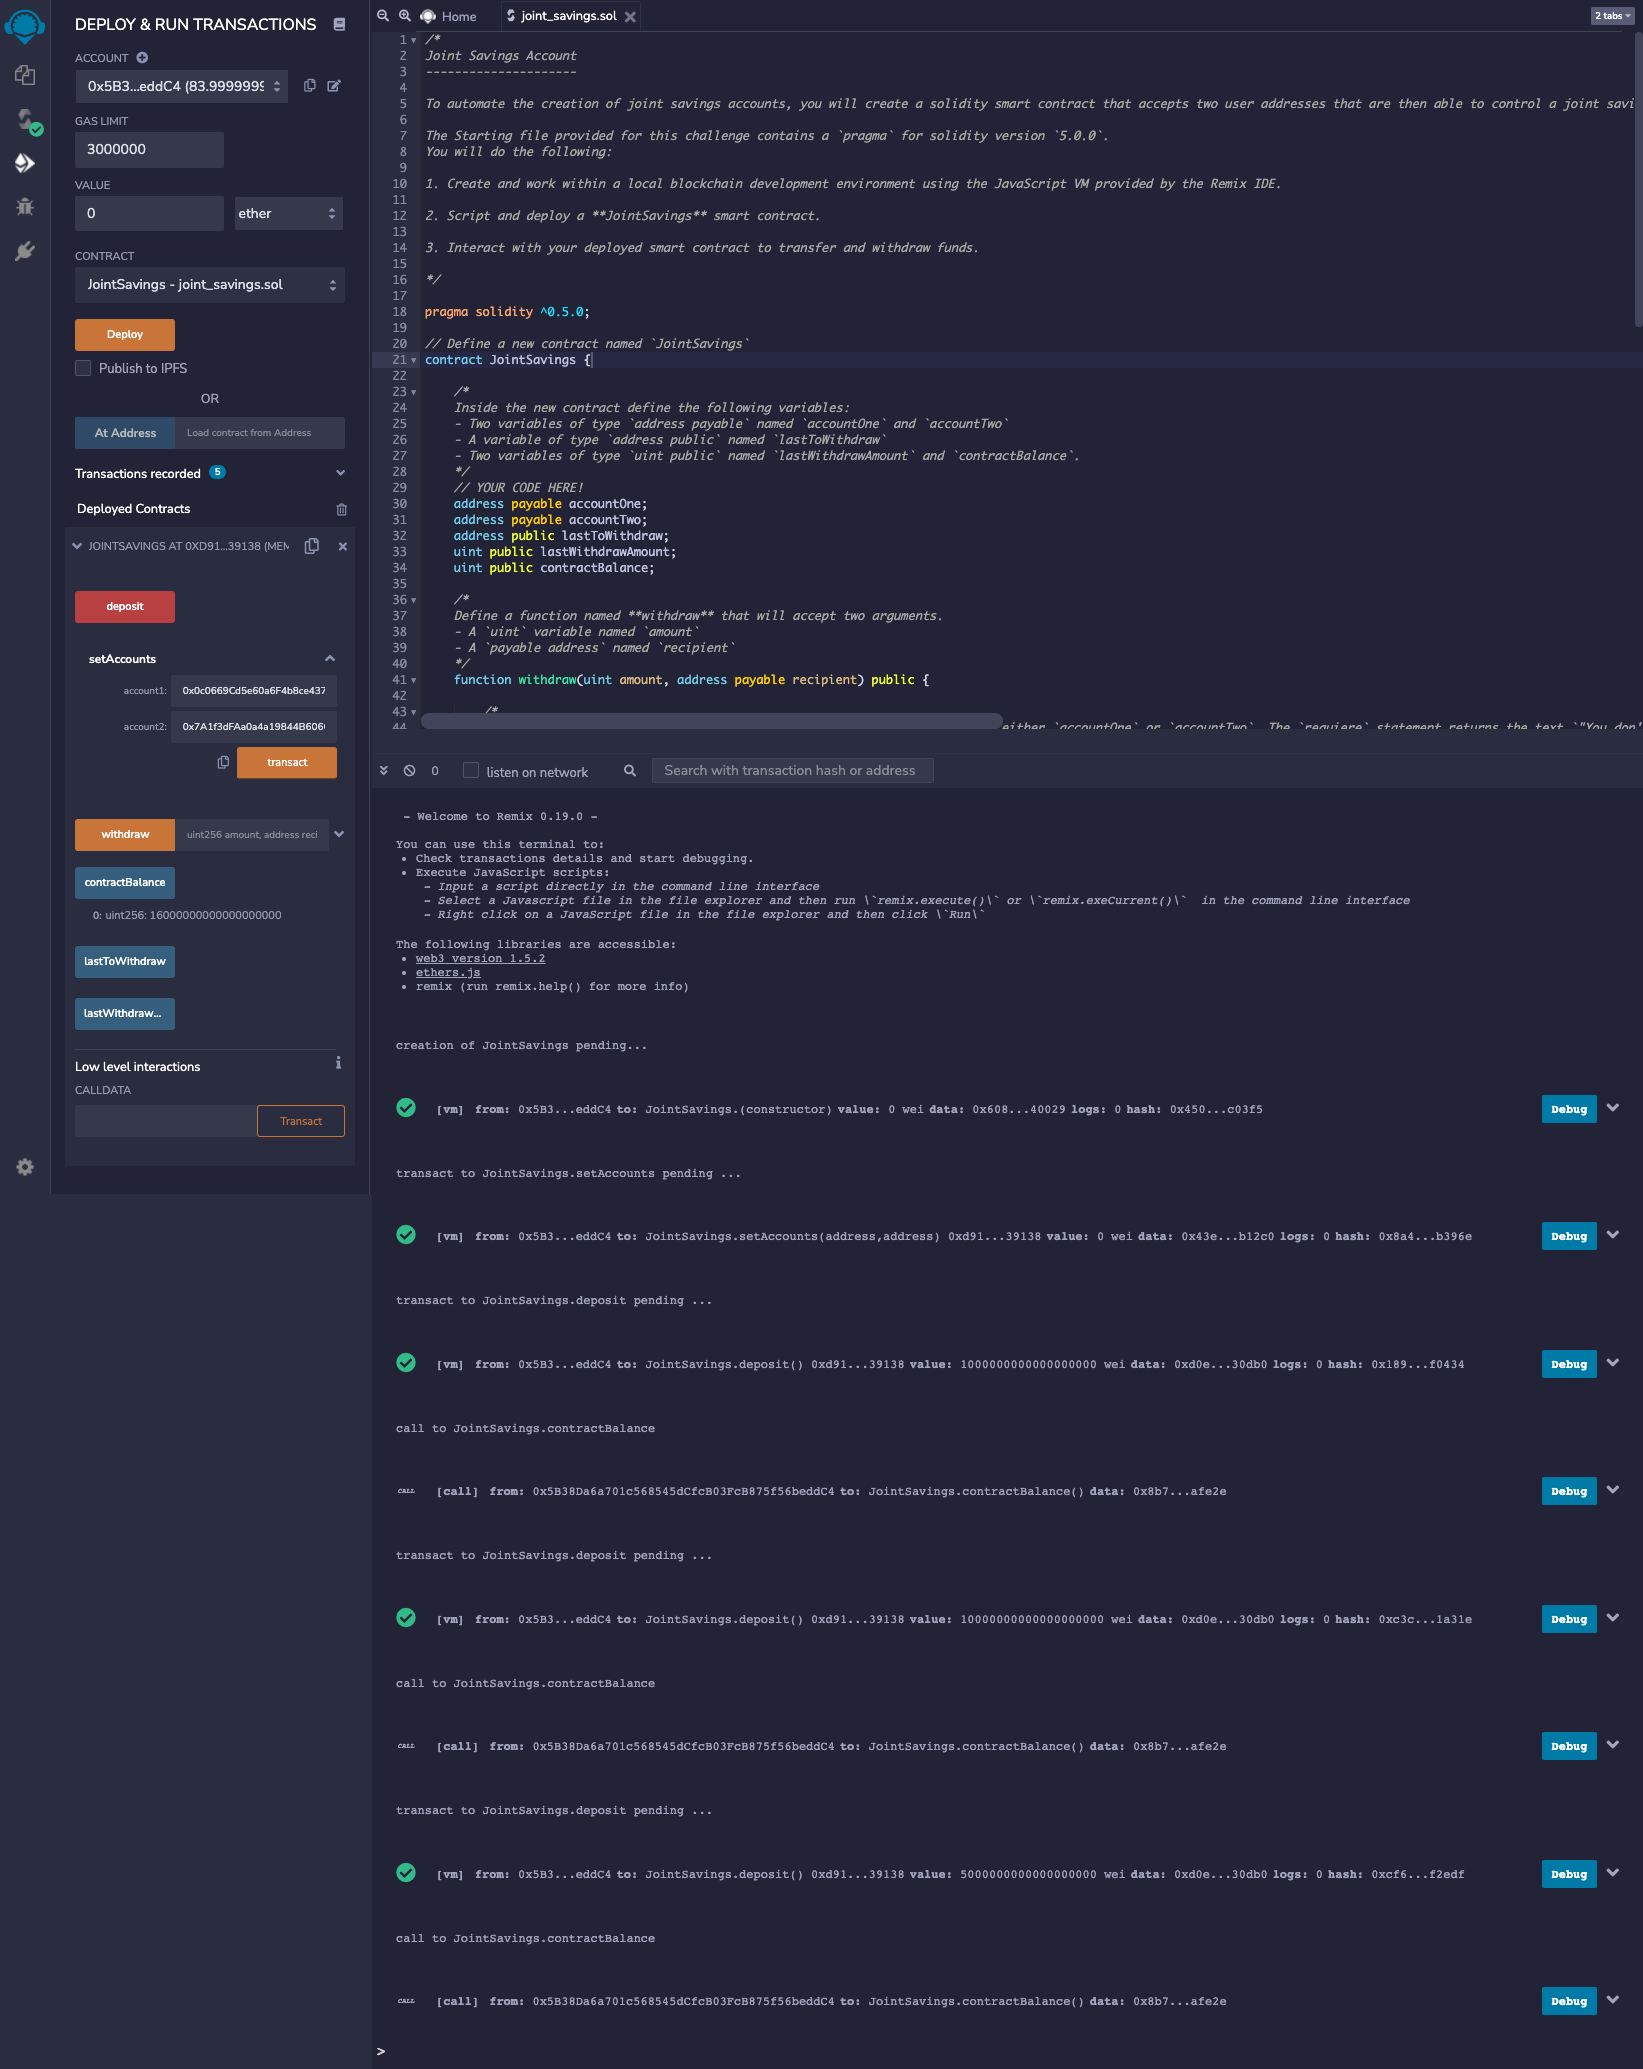 DEPLOY & RUN TRANSACTIONS
ACCOUNT
0x5B3...eddC4 (83.9999999
GAS LIMIT
3000000
VALUE
0
ether
CONTRACT
JointSavings - joint_savings.sol
Deploy
Publish to IPFS
OR
At Address
Load contract from Address
Transactions recorded 5
Deployed Contracts
JOINTSAVINGS AT 0XD91...39138 (MEM
deposit
setAccounts
account1: 0x0c0669Cd5e60a6F4b8ce437
account2: 0x7A1f3dFAa0a4a19844B606
transact
withdraw
uint256 amount, address reci
contractBalance
0: uint256: 16000000000000000000
lastToWithdraw
lastWithdraw...
Low level interactions
CALLDATA
Transact
Home
joint_savings.sol
2 tabs
1 /*
2 Joint Savings Account
3 ---------------------
4
5 To automate the creation of joint savings accounts, you will create a solidity smart contract that accepts two user addresses that are then able to control a joint savi
6
7 The Starting file provided for this challenge contains a `pragma` for solidity version `5.0.0`.
8 You will do the following:
9
10 1. Create and work within a local blockchain development environment using the JavaScript VM provided by the Remix IDE.
11
12 2. Script and deploy a **JointSavings** smart contract.
13
14 3. Interact with your deployed smart contract to transfer and withdraw funds.
15
16 */
17
18 pragma solidity ^0.5.0;
19
20 // Define a new contract named `JointSavings`
21 contract JointSavings {
22
23 /*
24 Inside the new contract define the following variables:
25 - Two variables of type `address payable` named `accountOne` and `accountTwo`
26 - A variable of type `address public` named `lastToWithdraw`
27 - Two variables of type `uint public` named `lastWithdrawAmount` and `contractBalance`.
28 */
29 // YOUR CODE HERE!
30 address payable accountOne;
31 address payable accountTwo;
32 address public lastToWithdraw;
33 uint public lastWithdrawAmount;
34 uint public contractBalance;
35
36 /*
37 Define a function named **withdraw** that will accept two arguments.
38 - A `uint` variable named `amount`
39 - A `payable address` named `recipient`
40 */
41 function withdraw(uint amount, address payable recipient) public {
42
43 /*
44 either `accountOne` or `accountTwo`. The `requiere` statement returns the text `"You don'
0
listen on network
Search with transaction hash or address
- Welcome to Remix 0.19.0 -
You can use this terminal to:
• Check transactions details and start debugging.
• Execute JavaScript scripts:
- Input a script directly in the command line interface
- Select a Javascript file in the file explorer and then run \`remix.execute()\` or \`remix.exeCurrent()\` in the command line interface
- Right click on a JavaScript file in the file explorer and then click \`Run\`
The following libraries are accessible:
• web3 version 1.5.2
• ethers.js
• remix (run remix.help() for more info)
creation of JointSavings pending...
[vm] from: 0x5B3...eddC4 to: JointSavings.(constructor) value: 0 wei data: 0x608...40029 logs: 0 hash: 0x450...c03f5
Debug
transact to JointSavings.setAccounts pending ...
[vm] from: 0x5B3...eddC4 to: JointSavings.setAccounts(address,address) 0xd91...39138 value: 0 wei data: 0x43e...b12c0 logs: 0 hash: 0x8a4...b396e
Debug
transact to JointSavings.deposit pending ...
[vm] from: 0x5B3...eddC4 to: JointSavings.deposit() 0xd91...39138 value: 1000000000000000000 wei data: 0xd0e...30db0 logs: 0 hash: 0x189...f0434
Debug
call to JointSavings.contractBalance
CALL [call] from: 0x5B38Da6a701c568545dCfcB03FcB875f56beddC4 to: JointSavings.contractBalance() data: 0x8b7...afe2e
Debug
transact to JointSavings.deposit pending ...
[vm] from: 0x5B3...eddC4 to: JointSavings.deposit() 0xd91...39138 value: 10000000000000000000 wei data: 0xd0e...30db0 logs: 0 hash: 0xc3c...1a31e
Debug
call to JointSavings.contractBalance
CALL [call] from: 0x5B38Da6a701c568545dCfcB03FcB875f56beddC4 to: JointSavings.contractBalance() data: 0x8b7...afe2e
Debug
transact to JointSavings.deposit pending ...
[vm] from: 0x5B3...eddC4 to: JointSavings.deposit() 0xd91...39138 value: 5000000000000000000 wei data: 0xd0e...30db0 logs: 0 hash: 0xcf6...f2edf
Debug
call to JointSavings.contractBalance
CALL [call] from: 0x5B38Da6a701c568545dCfcB03FcB875f56beddC4 to: JointSavings.contractBalance() data: 0x8b7...afe2e
Debug
>